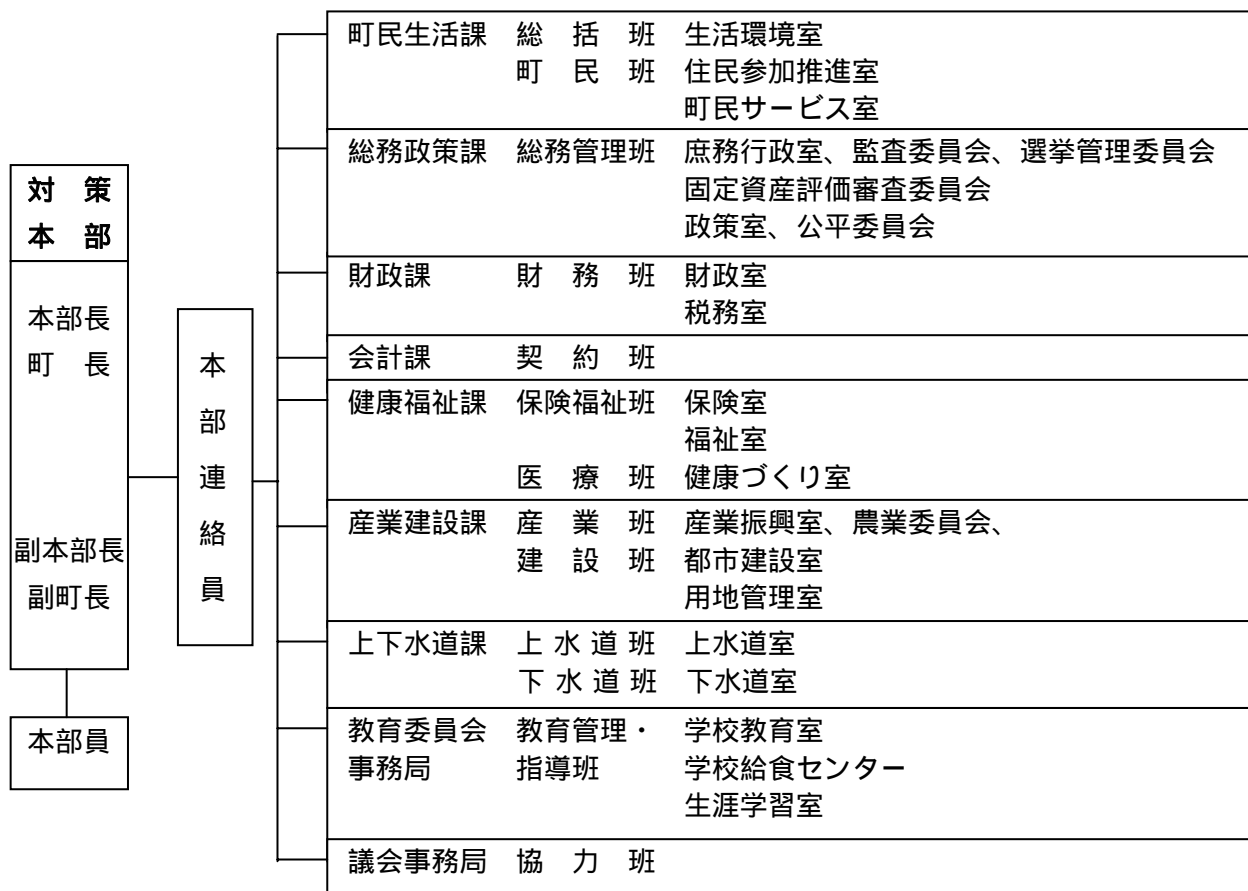 対 策
本 部
本部長
町 長
副本部長
副町長
本部員
本
部
連
絡
員
町民生活課 総 括 班 生活環境室
町 民 班 住民参加推進室
町民サービス室
総務政策課 総務管理班 庶務行政室、監査委員会、選挙管理委員会
固定資産評価審査委員会
政策室、公平委員会
財政課 財 務 班 財政室
税務室
会計課 契 約 班
健康福祉課 保険福祉班 保険室
福祉室
医 療 班 健康づくり室
産業建設課 産 業 班 産業振興室、農業委員会、
建 設 班 都市建設室
用地管理室
上下水道課 上 水 道 班 上水道室
下 水 道 班 下水道室
教育委員会 教育管理・ 学校教育室
事務局 指導班 学校給食センター
生涯学習室
議会事務局 協 力 班